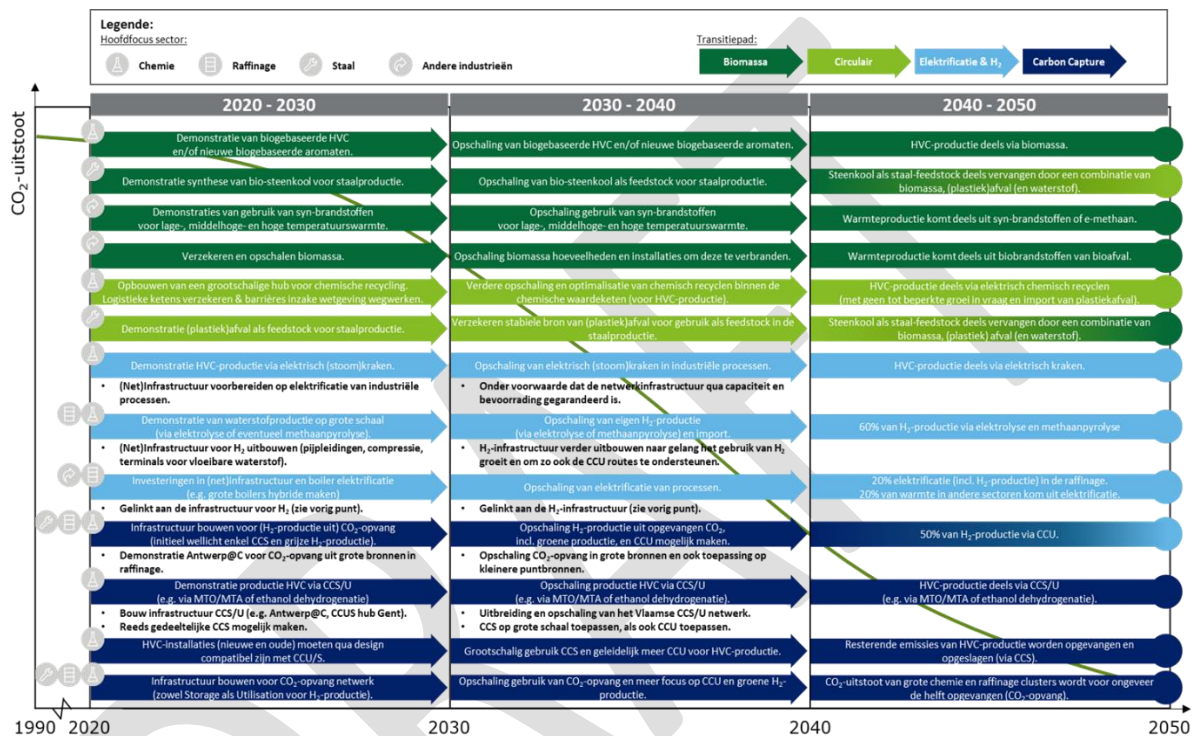 Legende:
Hoofdfocus sector:
Chemie
Raffinage
Staal
Andere industrieën
Transitiepad:
Biomassa
Circulair
Elektrificatie & H₂
Carbon Capture
CO₂-uitstoot
2020 - 2030
2030 - 2040
2040 - 2050
Demonstratie van biogebaseerde HVC
en/of nieuwe biogebaseerde aromaten.
Opschaling van biogebaseerde HVC en/of nieuwe biogebaseerde aromaten.
HVC-productie deels via biomassa.
Demonstratie synthese van bio-steenkool voor staalproductie.
Opschaling van bio-steenkool als feedstock voor staalproductie.
Steenkool als staal-feedstock deels vervangen door een combinatie van
biomassa, (plastiek)afval (en waterstof).
Demonstraties van gebruik van syn-brandstoffen
voor lage-, middelhoge- en hoge temperatuurswarmte.
Opschaling gebruik van syn-brandstoffen
voor lage-, middelhoge- en hoge temperatuurswarmte.
Warmteproductie komt deels uit syn-brandstoffen of e-methaan.
Verzekeren en opschalen biomassa.
Opschaling biomassa hoeveelheden en installaties om deze te verbranden.
Warmteproductie komt deels uit biobrandstoffen van bioafval.
Opbouwen van een grootschalige hub voor chemische recycling.
Logistieke ketens verzekeren & barrières inzake wetgeving wegwerken.
Verdere opschaling en optimalisatie van chemisch recyclen binnen de
chemische waardeketen (voor HVC-productie).
HVC-productie deels via elektrisch chemisch recyclen
(met geen tot beperkte groei in vraag en import van plastiekafval).
Demonstratie (plastiek)afval als feedstock voor staalproductie.
Verzekeren stabiele bron van (plastiek)afval voor gebruik als feedstock in de
staalproductie.
Steenkool als staal-feedstock deels vervangen door een combinatie van
biomassa, (plastiek) afval (en waterstof).
Demonstratie HVC-productie via elektrisch (stoom)kraken.
Opschaling van elektrisch (stoom)kraken in industriële processen.
HVC-productie deels via elektrisch kraken.
• (Net)Infrastructuur voorbereiden op elektrificatie van industriële
processen.
• Onder voorwaarde dat de netwerkinfrastructuur qua capaciteit en
bevoorrading gegarandeerd is.
Demonstratie van waterstofproductie op grote schaal
(via elektrolyse of eventueel methaanpyrolyse).
Opschaling van eigen H₂-productie
(via elektrolyse of methaanpyrolyse) en import.
60% van H₂-productie via elektrolyse en methaanpyrolyse
• (Net)Infrastructuur voor H₂ uitbouwen (pijpleidingen, compressie,
terminals voor vloeibare waterstof).
• H₂-infrastructuur verder uitbouwen naar gelang het gebruik van H₂
groeit en om zo ook de CCU routes te ondersteunen.
Investeringen in (net)infrastructuur en boiler elektrificatie
(e.g. grote boilers hybride maken)
Opschaling van elektrificatie van processen.
20% elektrificatie (incl. H₂-productie) in de raffinage.
20% van warmte in andere sectoren kom uit elektrificatie.
• Gelinkt aan de infrastructuur voor H₂ (zie vorig punt).
• Gelinkt aan de H₂-infrastructuur (zie vorig punt).
Infrastructuur bouwen voor (H₂-productie uit) CO₂-opvang
(initieel wellicht enkel CCS en grijze H₂-productie).
Opschaling H₂-productie uit opgevangen CO₂,
incl. groene productie, en CCU mogelijk maken.
50% van H₂-productie via CCU.
• Demonstratie Antwerp@C voor CO₂-opvang uit grote bronnen in
raffinage.
• Opschaling CO₂-opvang in grote bronnen en ook toepassing op
kleinere puntbronnen.
Demonstratie productie HVC via CCS/U
(e.g. via MTO/MTA of ethanol dehydrogenatie)
Opschaling productie HVC via CCS/U
(e.g. via MTO/MTA of ethanol dehydrogenatie)
HVC-productie deels via CCS/U
(e.g. via MTO/MTA of ethanol dehydrogenatie).
• Bouw infrastructuur CCS/U (e.g. Antwerp@C, CCUS hub Gent).
• Reeds gedeeltelijke CCS mogelijk maken.
• Uitbreiding en opschaling van het Vlaamse CCS/U netwerk.
• CCS op grote schaal toepassen, als ook CCU toepassen.
HVC-installaties (nieuwe en oude) moeten qua design
compatibel zijn met CCU/S.
Grootschalig gebruik CCS en geleidelijk meer CCU voor HVC-productie.
Resterende emissies van HVC-productie worden opgevangen en
opgeslagen (via CCS).
Infrastructuur bouwen voor CO₂-opvang netwerk
(zowel Storage als Utilisation voor H₂-productie).
Opschaling gebruik van CO₂-opvang en meer focus op CCU en groene H₂-
productie.
CO₂-uitstoot van grote chemie en raffinage clusters wordt voor ongeveer
de helft opgevangen (CO₂-opvang).
1990
2020
2030
2040
2050